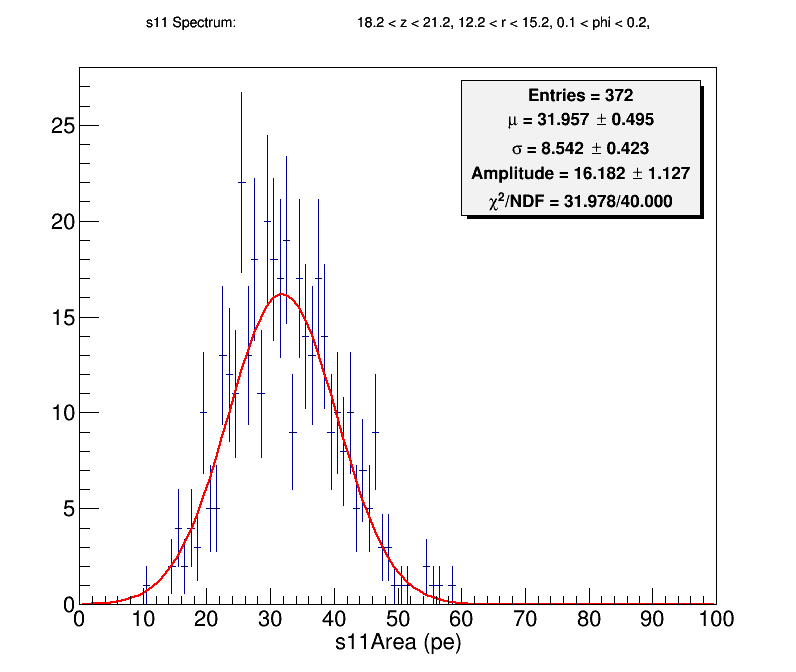 s11 Spectrum: 18.2 < z < 21.2, 12.2 < r < 15.2, 0.1 < phi < 0.2,
Entries = 372
μ = 31.957 ± 0.495
σ = 8.542 ± 0.423
Amplitude = 16.182 ± 1.127
χ²/NDF = 31.978/40.000
25
20
15
10
5
0
0 10 20 30 40 50 60 70 80 90 100
s11Area (pe)